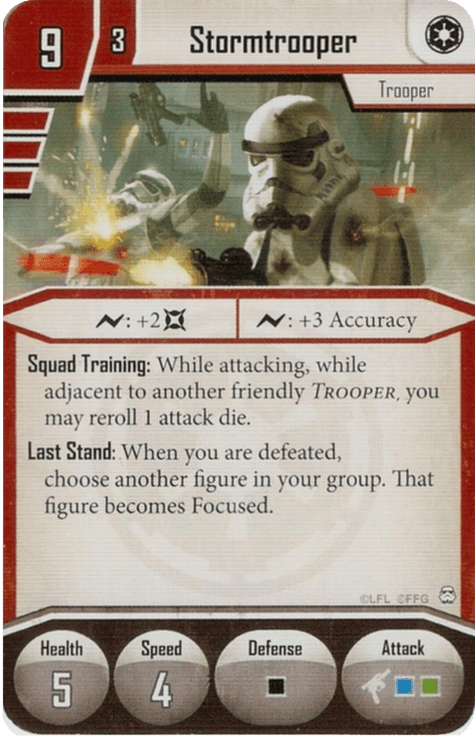 9
3
Stormtrooper
Trooper
: +2
: +3 Accuracy
Squad Training: While attacking, while
adjacent to another friendly TROOPER, you
may reroll 1 attack die.
Last Stand: When you are defeated,
choose another figure in your group. That
figure becomes Focused.
©LFL ©FFG
Health
5
Speed
4
Defense
Attack